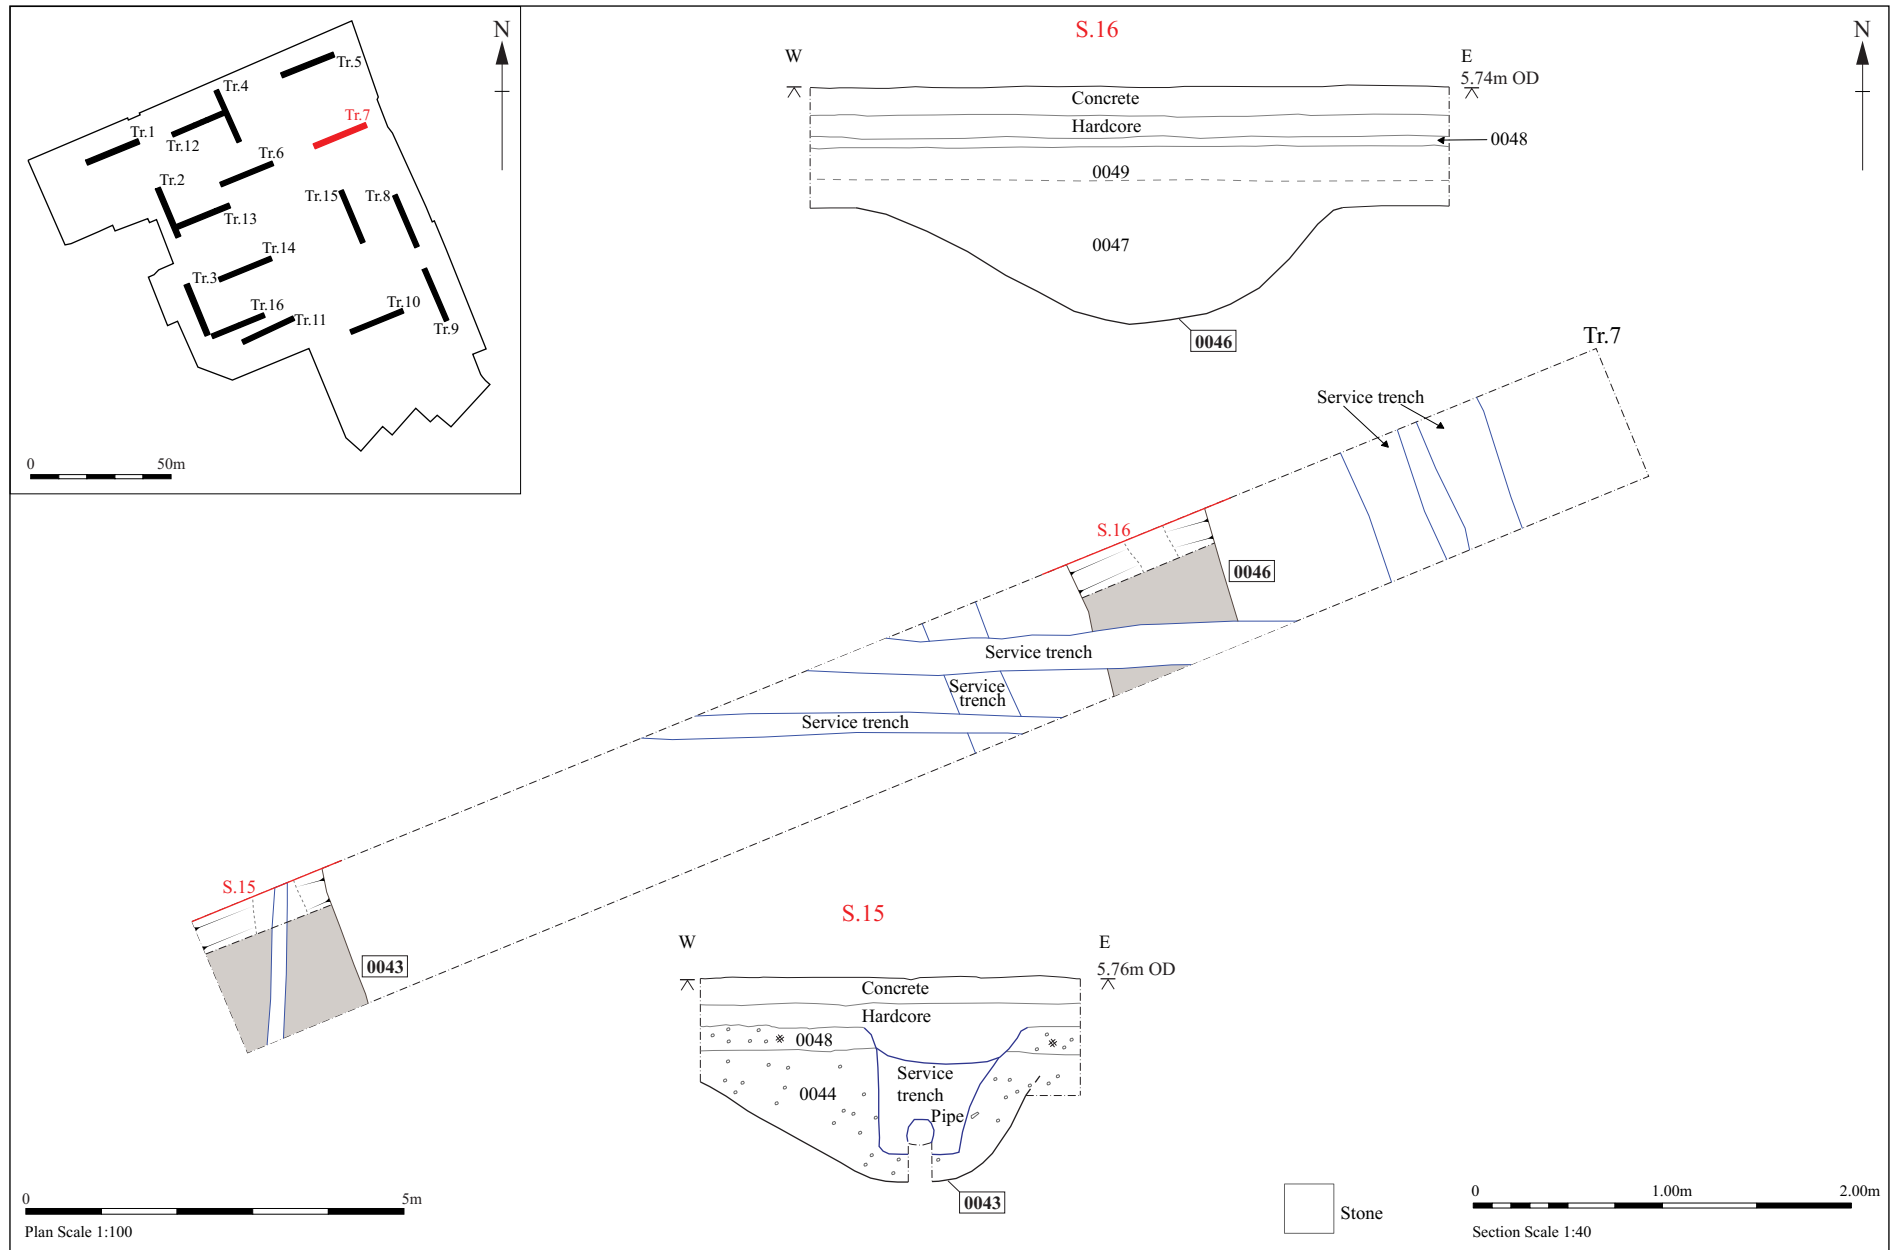 N
Tr.5
Tr.4
Tr.7
Tr.1
Tr.12
Tr.6
Tr.2
Tr.15
Tr.8
Tr.13
Tr.14
Tr.3
Tr.16
Tr.11
Tr.10
Tr.9
0 50m
S.16
W E
5.74m OD
N
Concrete
Hardcore
0048
0049
0047
0046
Tr.7
Service trench
S.16
0046
Service trench
Service
trench
Service trench
S.15
0043
S.15
W E
5.76m OD
Concrete
Hardcore
0048
Service
trench
0044
Pipe
0043
0 5m
Plan Scale 1:100
Stone
0 1.00m 2.00m
Section Scale 1:40